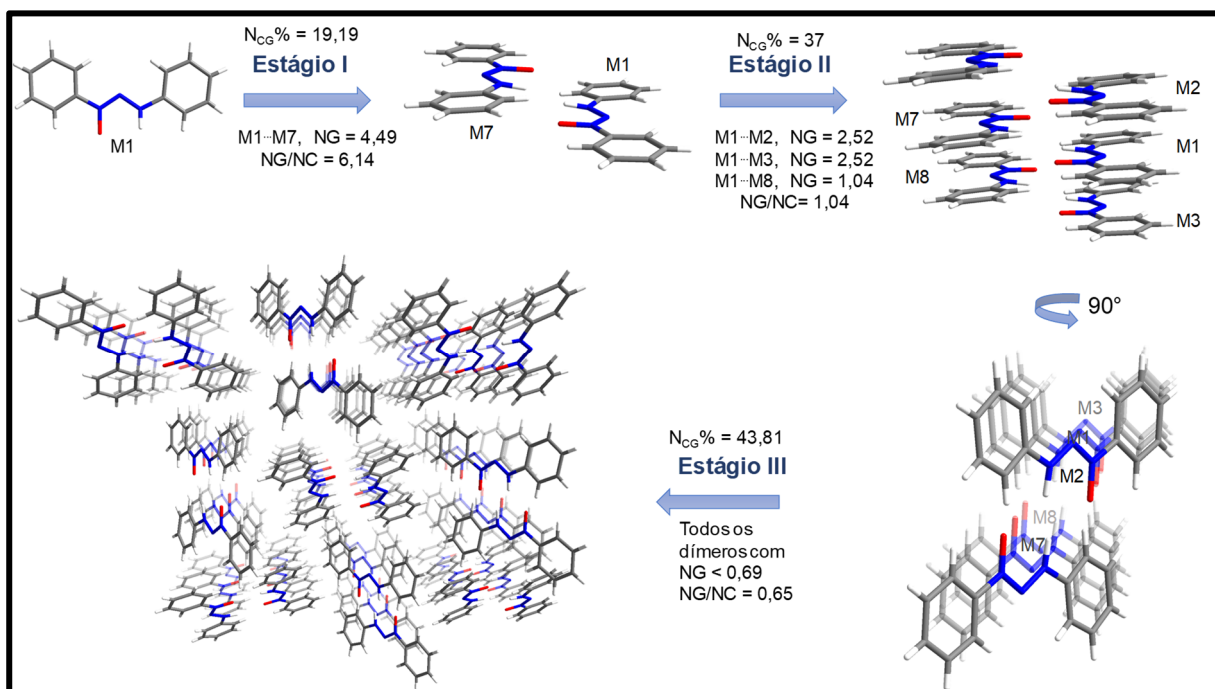 N_CG% = 19,19
Estágio I
M1···M7, NG = 4,49
NG/NC = 6,14
M1
M7
M1
N_CG% = 37
Estágio II
M1···M2, NG = 2,52
M1···M3, NG = 2,52
M1···M8, NG = 1,04
NG/NC= 1,04
M7
M8
M2
M1
M3
90°
M3
M1
M2
M8
M7
N_CG% = 43,81
Estágio III
Todos os
dímeros com
NG < 0,69
NG/NC = 0,65